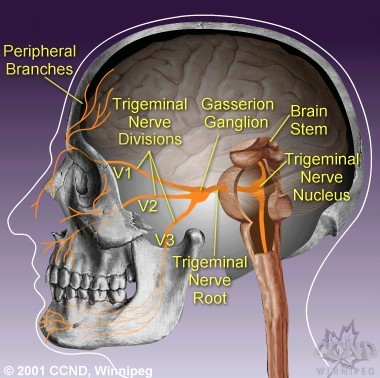 Peripheral
Branches
Trigeminal
Nerve
Divisions
Gasserion
Ganglion
Brain
Stem
Trigeminal
Nerve
Nucleus
V1
V2
V3
Trigeminal
Nerve
Root
© 2001 CCND, Winnipeg
CCND
WINNIPEG